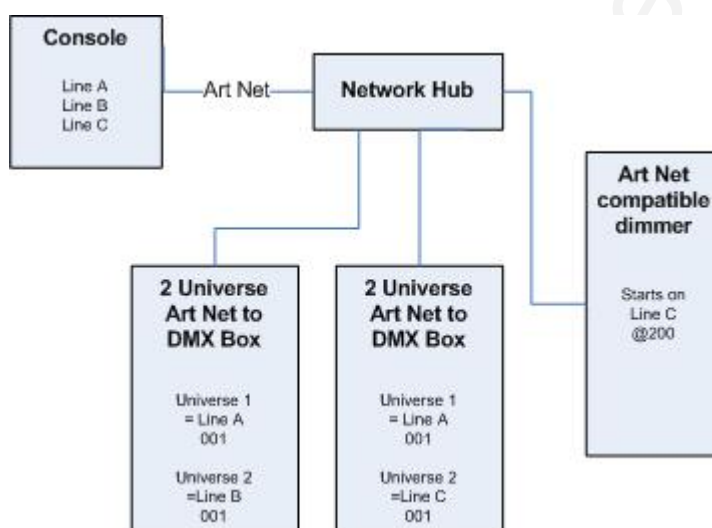 Console
Line A
Line B
Line C
Art Net
Network Hub
Art Net
compatible
dimmer
Starts on
Line C
@200
2 Universe
Art Net to
DMX Box
Universe 1
= Line A
001
Universe 2
=Line B
001
2 Universe
Art Net to
DMX Box
Universe 1
= Line A
001
Universe 2
=Line C
001